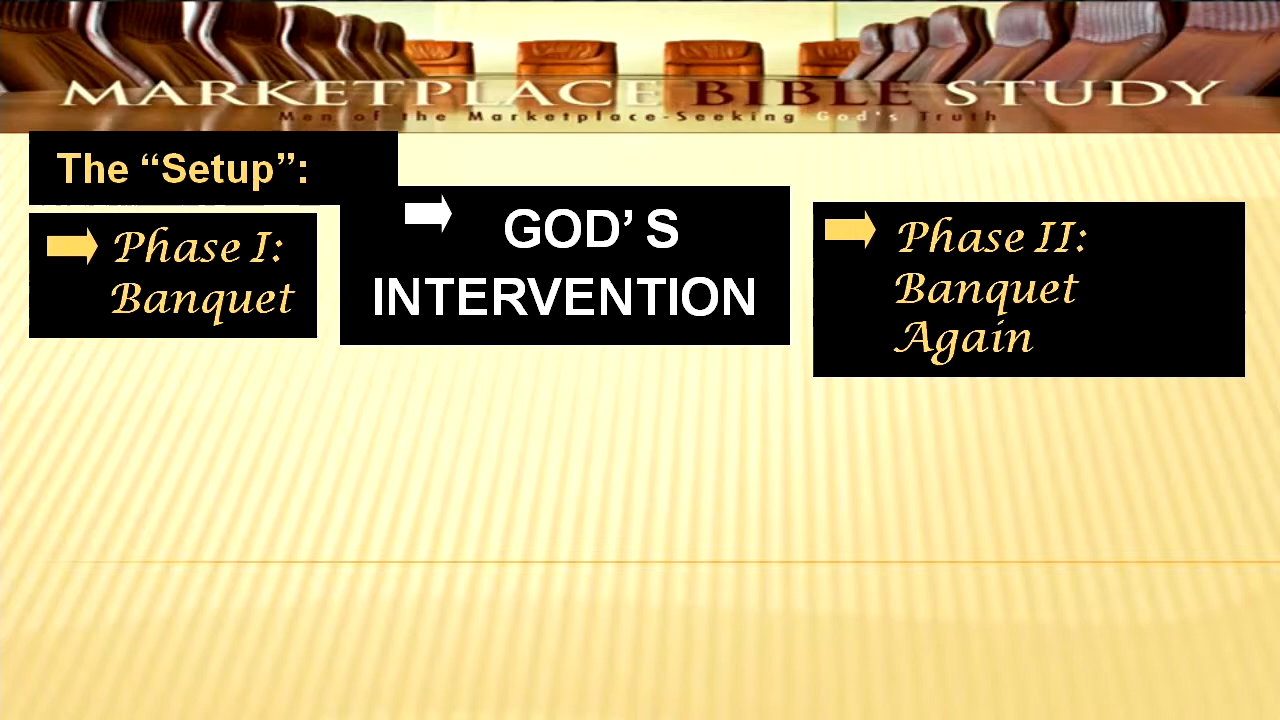 MARKETPLACE BIBLE STUDY
Men of the Marketplace-Seeking God's Truth
The “Setup”:
Phase I:
Banquet
GOD’ S
INTERVENTION
Phase II:
Banquet
Again